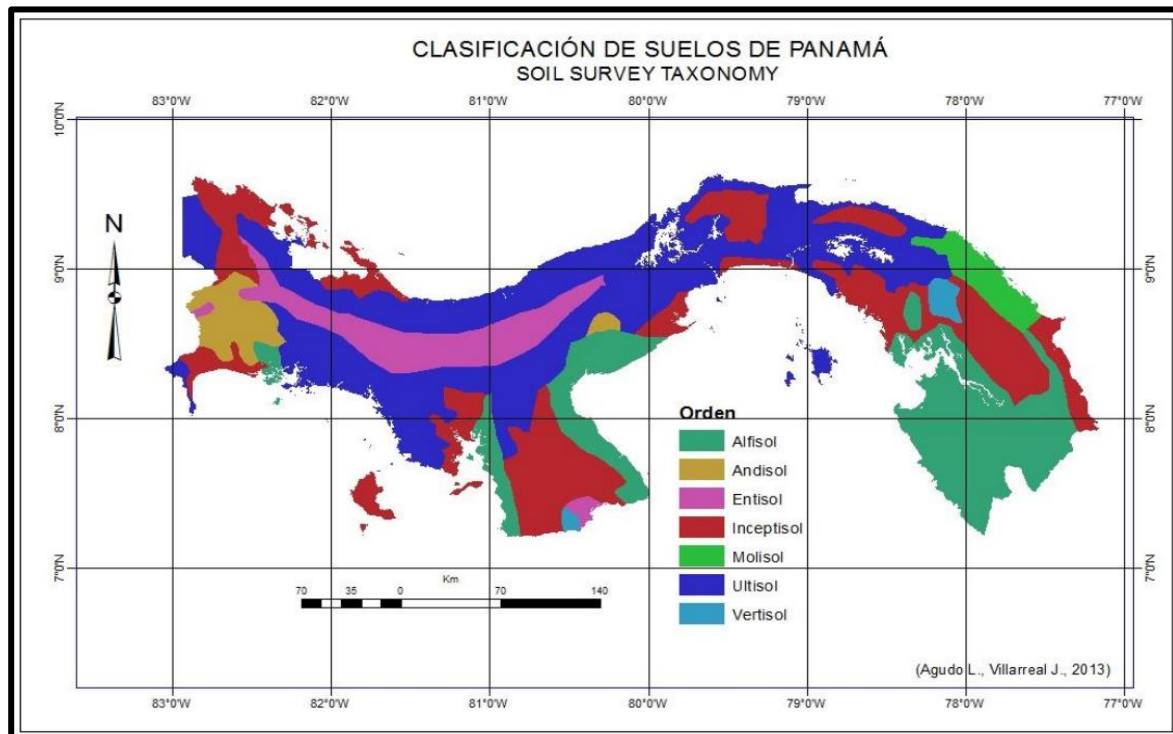 CLASIFICACIÓN DE SUELOS DE PANAMÁ
SOIL SURVEY TAXONOMY
83°0'W 82°0'W 81°0'W 80°0'W 79°0'W 78°0'W 77°0'W
10°0'N 10°0'N
N
9°0'N 9°0'N
8°0'N 8°0'N
Orden
Alfisol
Andisol
Entisol
Inceptisol
Molisol
Ultisol
Vertisol
7°0'N 7°0'N
Km
70 35 0 70 140
(Agudo L., Villarreal J., 2013)
83°0'W 82°0'W 81°0'W 80°0'W 79°0'W 78°0'W 77°0'W